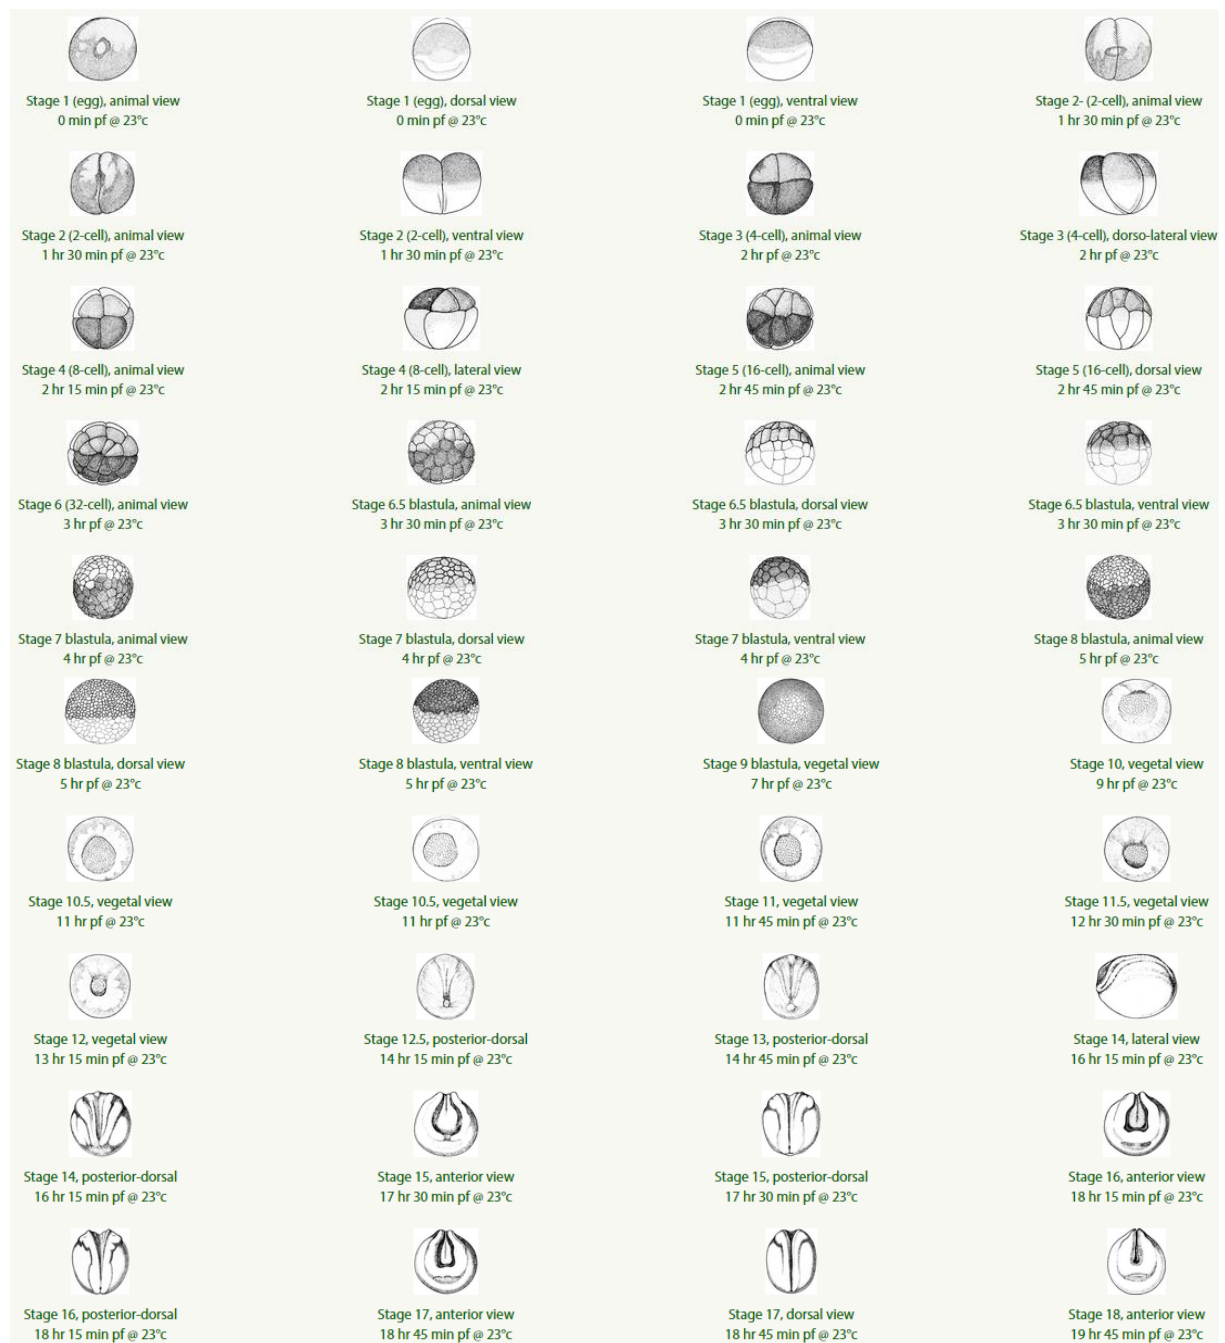 Stage 1 (egg), animal view
0 min pf @ 23°c
Stage 1 (egg), dorsal view
0 min pf @ 23°c
Stage 1 (egg), ventral view
0 min pf @ 23°c
Stage 2- (2-cell), animal view
1 hr 30 min pf @ 23°c
Stage 2 (2-cell), animal view
1 hr 30 min pf @ 23°c
Stage 2 (2-cell), ventral view
1 hr 30 min pf @ 23°c
Stage 3 (4-cell), animal view
2 hr pf @ 23°c
Stage 3 (4-cell), dorso-lateral view
2 hr pf @ 23°c
Stage 4 (8-cell), animal view
2 hr 15 min pf @ 23°c
Stage 4 (8-cell), lateral view
2 hr 15 min pf @ 23°c
Stage 5 (16-cell), animal view
2 hr 45 min pf @ 23°c
Stage 5 (16-cell), dorsal view
2 hr 45 min pf @ 23°c
Stage 6 (32-cell), animal view
3 hr pf @ 23°c
Stage 6.5 blastula, animal view
3 hr 30 min pf @ 23°c
Stage 6.5 blastula, dorsal view
3 hr 30 min pf @ 23°c
Stage 6.5 blastula, ventral view
3 hr 30 min pf @ 23°c
Stage 7 blastula, animal view
4 hr pf @ 23°c
Stage 7 blastula, dorsal view
4 hr pf @ 23°c
Stage 7 blastula, ventral view
4 hr pf @ 23°c
Stage 8 blastula, animal view
5 hr pf @ 23°c
Stage 8 blastula, dorsal view
5 hr pf @ 23°c
Stage 8 blastula, ventral view
5 hr pf @ 23°c
Stage 9 blastula, vegetal view
7 hr pf @ 23°c
Stage 10, vegetal view
9 hr pf @ 23°c
Stage 10.5, vegetal view
11 hr pf @ 23°c
Stage 10.5, vegetal view
11 hr pf @ 23°c
Stage 11, vegetal view
11 hr 45 min pf @ 23°c
Stage 11.5, vegetal view
12 hr 30 min pf @ 23°c
Stage 12, vegetal view
13 hr 15 min pf @ 23°c
Stage 12.5, posterior-dorsal
14 hr 15 min pf @ 23°c
Stage 13, posterior-dorsal
14 hr 45 min pf @ 23°c
Stage 14, lateral view
16 hr 15 min pf @ 23°c
Stage 14, posterior-dorsal
16 hr 15 min pf @ 23°c
Stage 15, anterior view
17 hr 30 min pf @ 23°c
Stage 15, posterior-dorsal
17 hr 30 min pf @ 23°c
Stage 16, anterior view
18 hr 15 min pf @ 23°c
Stage 16, posterior-dorsal
18 hr 15 min pf @ 23°c
Stage 17, anterior view
18 hr 45 min pf @ 23°c
Stage 17, dorsal view
18 hr 45 min pf @ 23°c
Stage 18, anterior view
19 hr 45 min pf @ 23°c